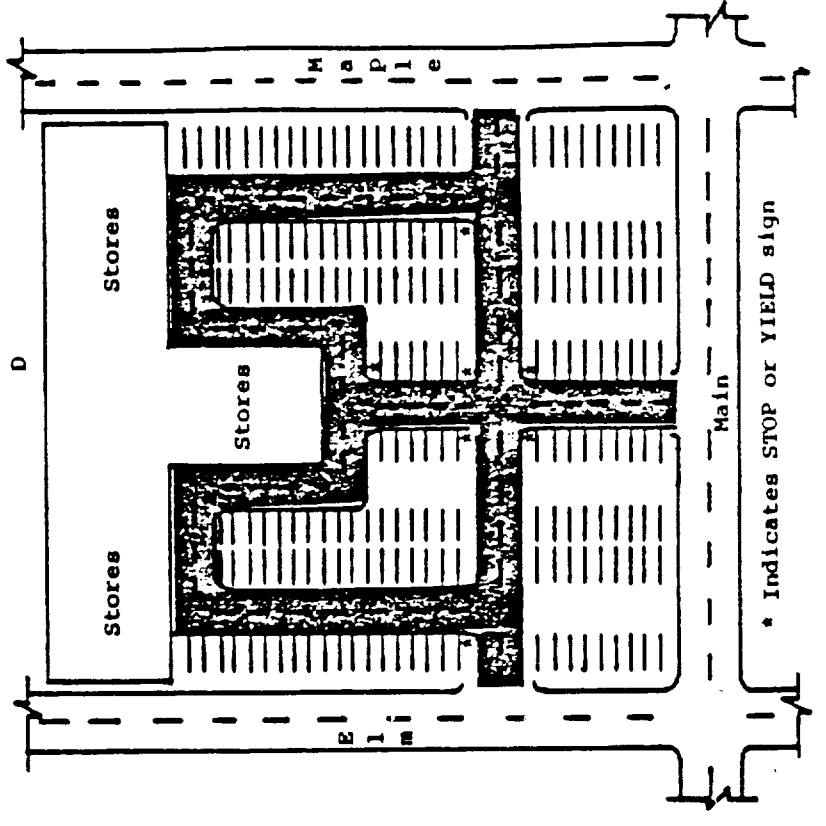 D
Maple
Stores
Stores
Stores
Elm
Main
* Indicates STOP or YIELD sign